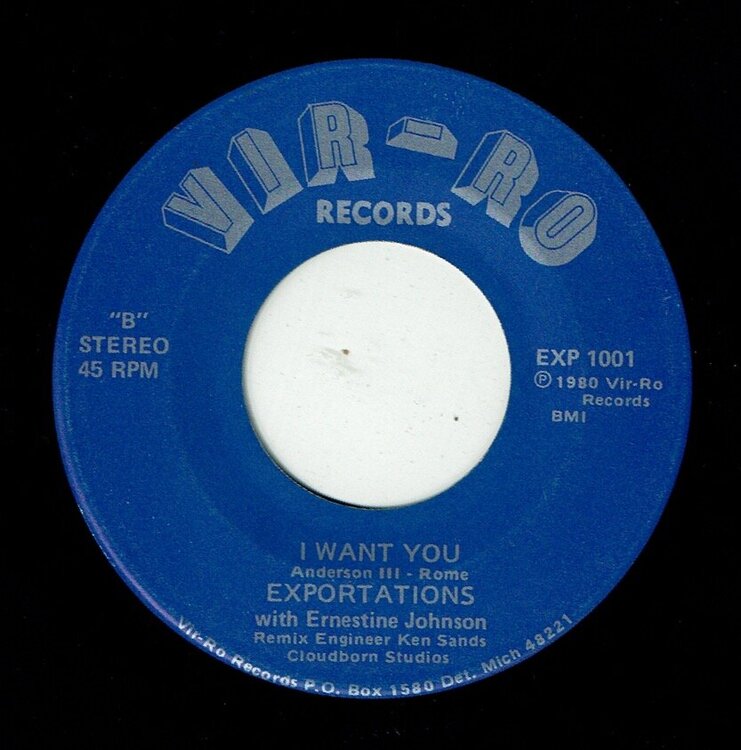 VIR-RO
RECORDS
"B"
STEREO
45 RPM
EXP 1001
℗ 1980 Vir-Ro
Records
BMI
I WANT YOU
Anderson III - Rome
EXPORTATIONS
with Ernestine Johnson
Remix Engineer Ken Sands
Cloudborn Studios
Vir-Ro Records P.O. Box 1580 Det. Mich 48221